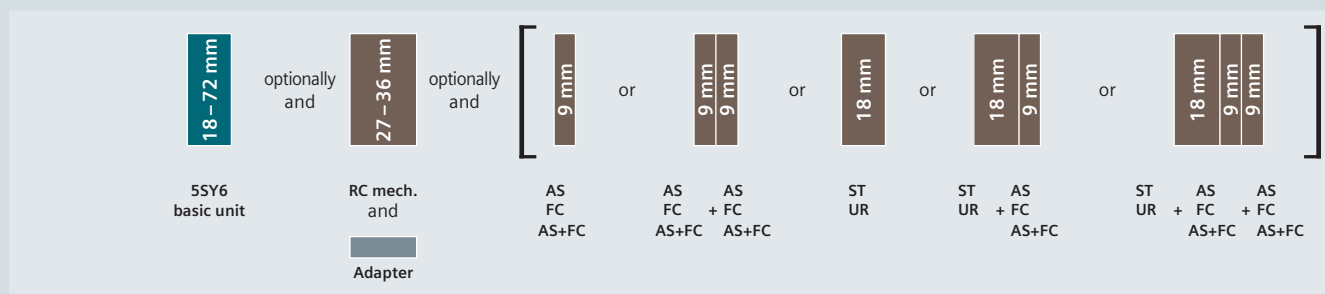 18–72 mm
optionally
and
27–36 mm
optionally
and
9 mm
or
9 mm
9 mm
or
18 mm
or
18 mm
9 mm
or
18 mm
9 mm
9 mm
5SY6
basic unit
RC mech.
and
Adapter
AS
FC
AS+FC
AS AS
FC + FC
AS+FC AS+FC
ST
UR
ST AS
UR + FC
AS+FC
ST AS AS
UR + FC + FC
AS+FC AS+FC